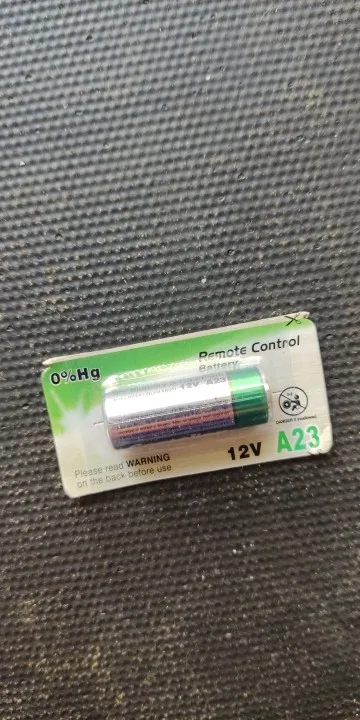 0%Hg
Remote Control
Battery
12V A23
12V A23
Please read WARNING
on the back before use